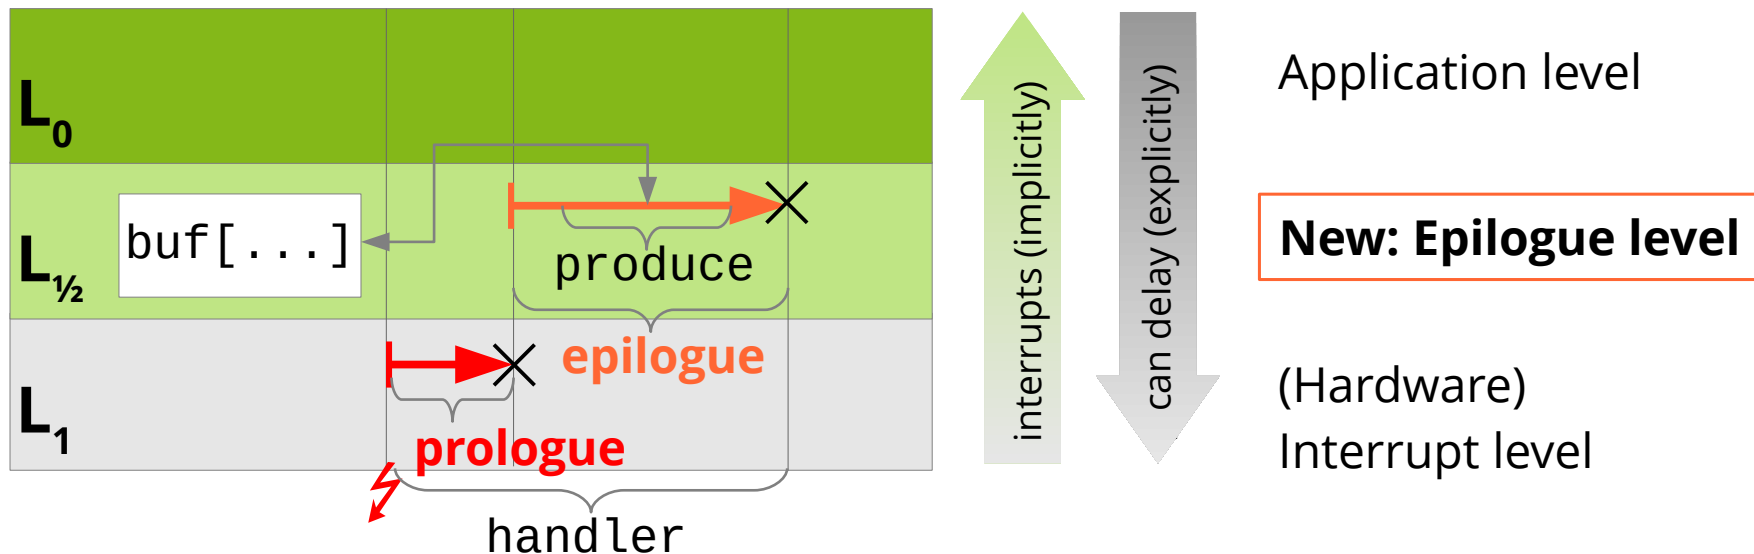 L0
L½
L1
buf[...]
produce
epilogue
prologue
handler
interrupts (implicitly)
can delay (explicitly)
Application level
New: Epilogue level
(Hardware)
Interrupt level